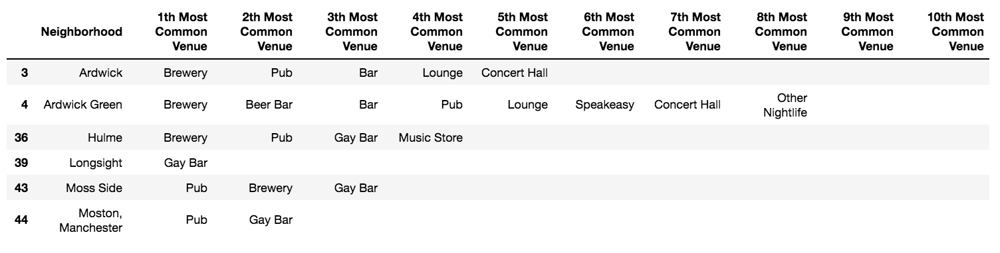 Neighborhood 1th Most Common Venue 2th Most Common Venue 3th Most Common Venue 4th Most Common Venue 5th Most Common Venue 6th Most Common Venue 7th Most Common Venue 8th Most Common Venue 9th Most Common Venue 10th Most Common Venue
3 Ardwick Brewery Pub Bar Lounge Concert Hall
4 Ardwick Green Brewery Beer Bar Bar Pub Lounge Speakeasy Concert Hall Other Nightlife
36 Hulme Brewery Pub Gay Bar Music Store
39 Longsight Gay Bar
43 Moss Side Pub Brewery Gay Bar
44 Moston, Manchester Pub Gay Bar